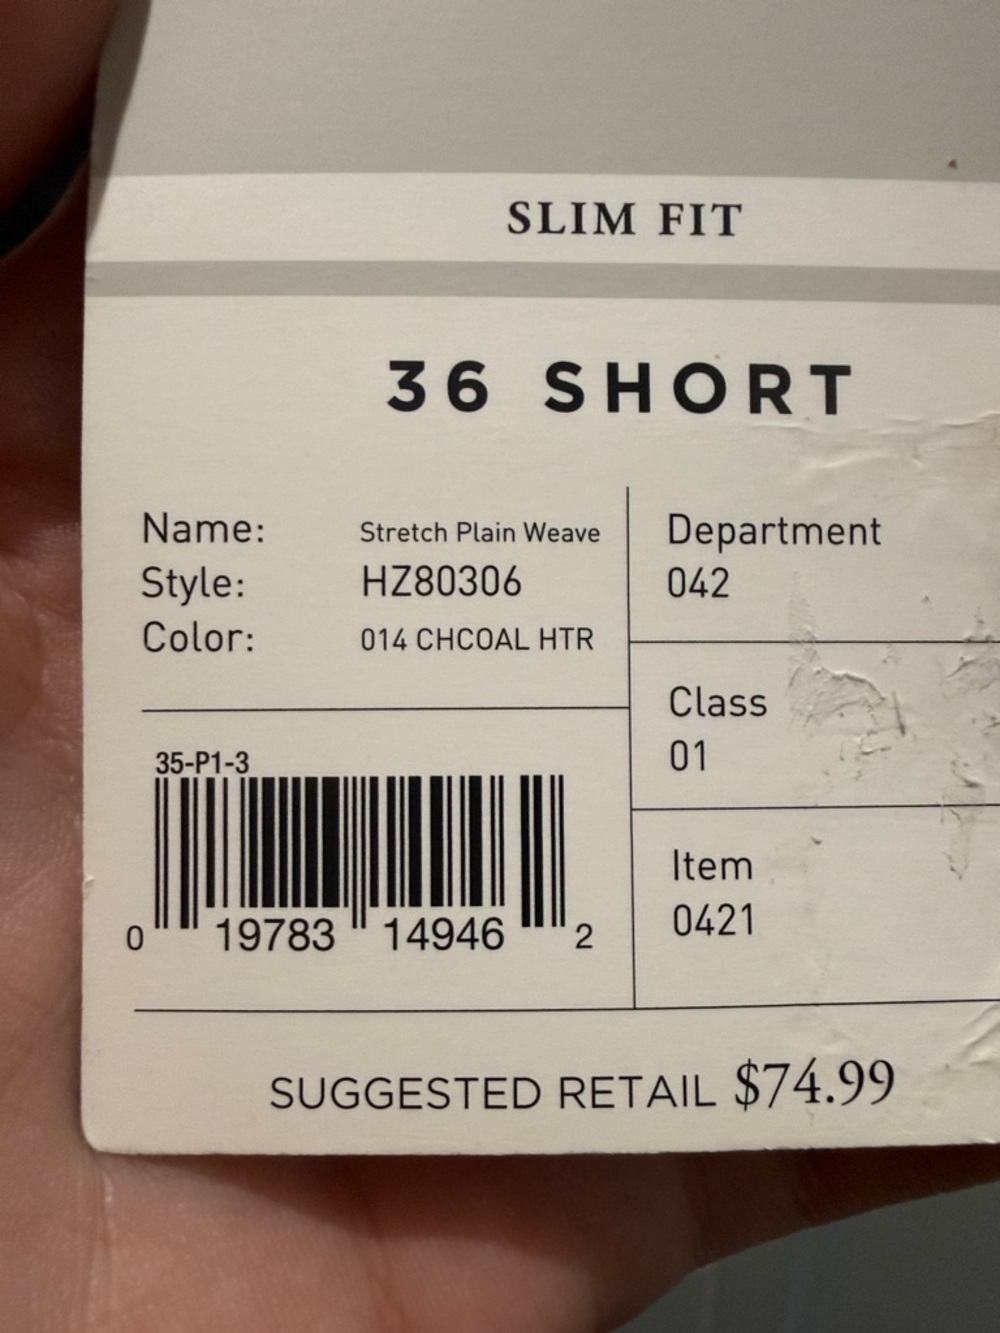 SLIM FIT
36 SHORT
Name: Stretch Plain Weave
Style: HZ80306
Color: 014 CHCOAL HTR
Department
042
Class
01
Item
0421
35-P1-3
0 19783 14946 2
SUGGESTED RETAIL $74.99